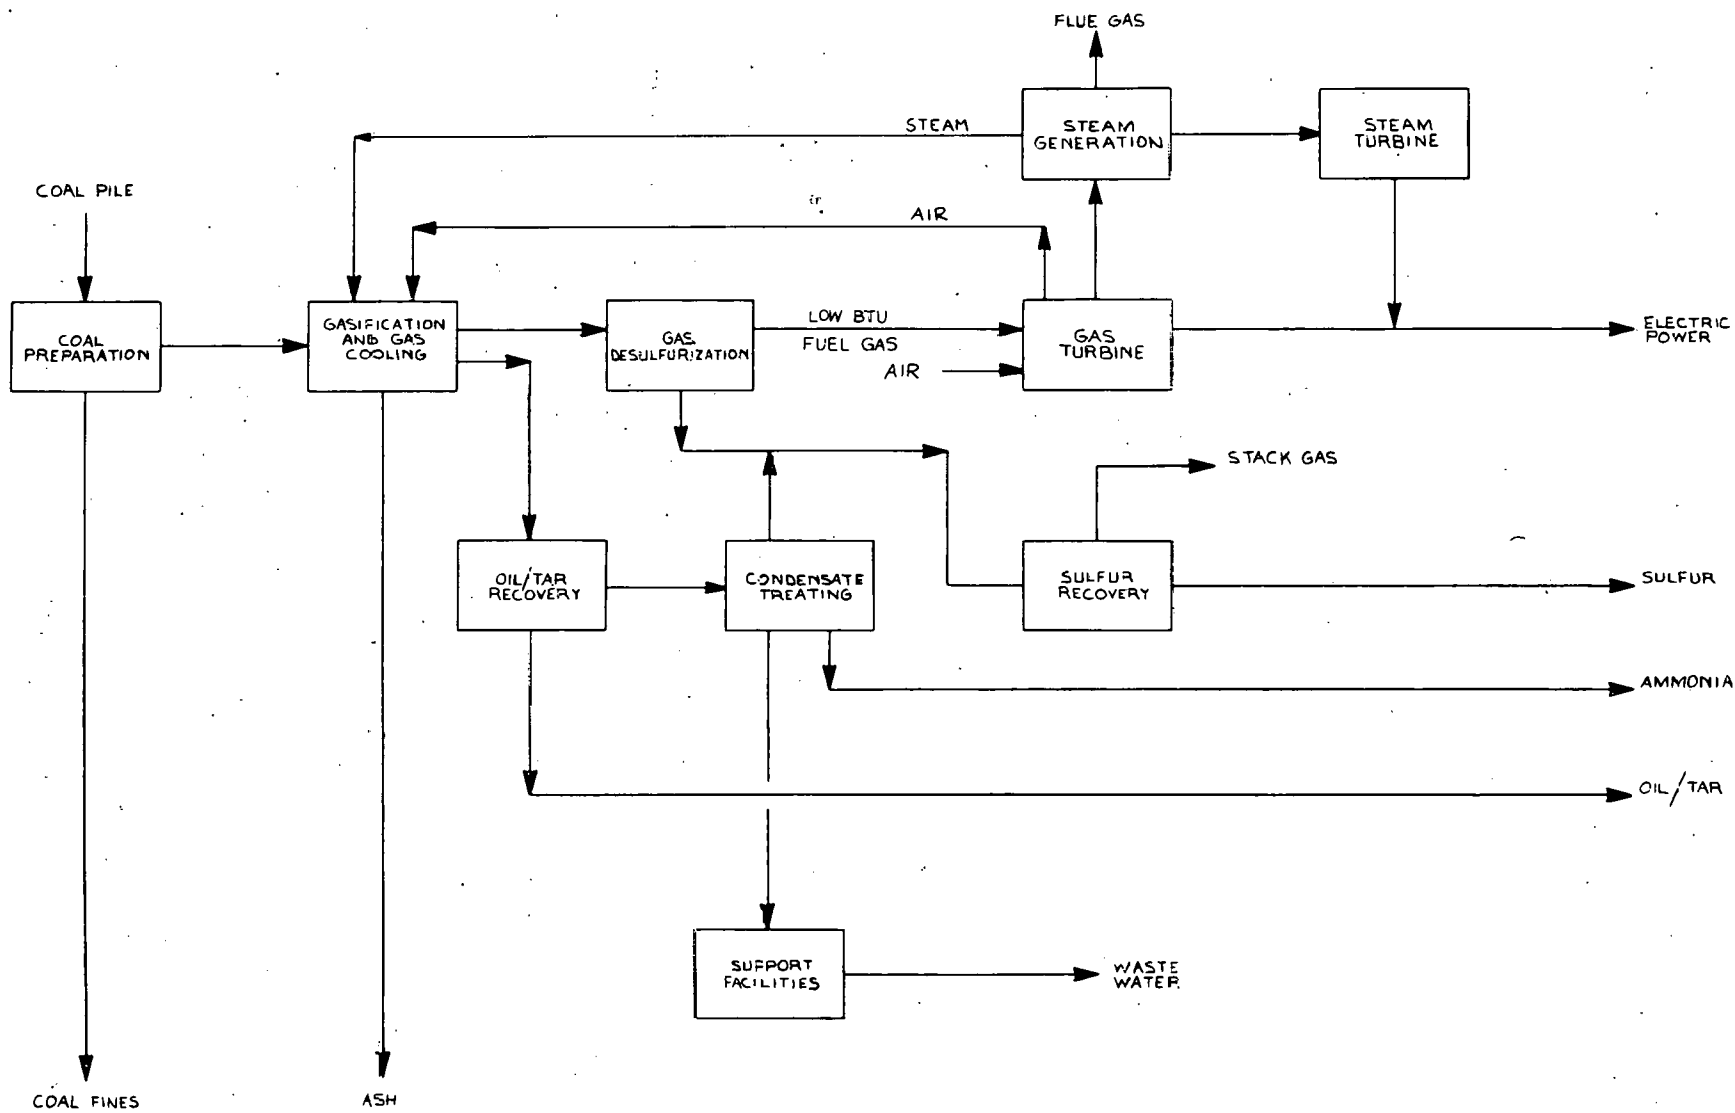 FLUE GAS
STEAM
STEAM
GENERATION
STEAM
TURBINE
COAL PILE
AIR
COAL
PREPARATION
GASIFICATION
AND GAS
COOLING
GAS
DESULFURIZATION
LOW BTU
FUEL GAS
AIR
GAS
TURBINE
ELECTRIC
POWER
STACK GAS
OIL/TAR
RECOVERY
CONDENSATE
TREATING
SULFUR
RECOVERY
SULFUR
AMMONIA
OIL/TAR
SUPPORT
FACILITIES
WASTE
WATER
COAL FINES
ASH